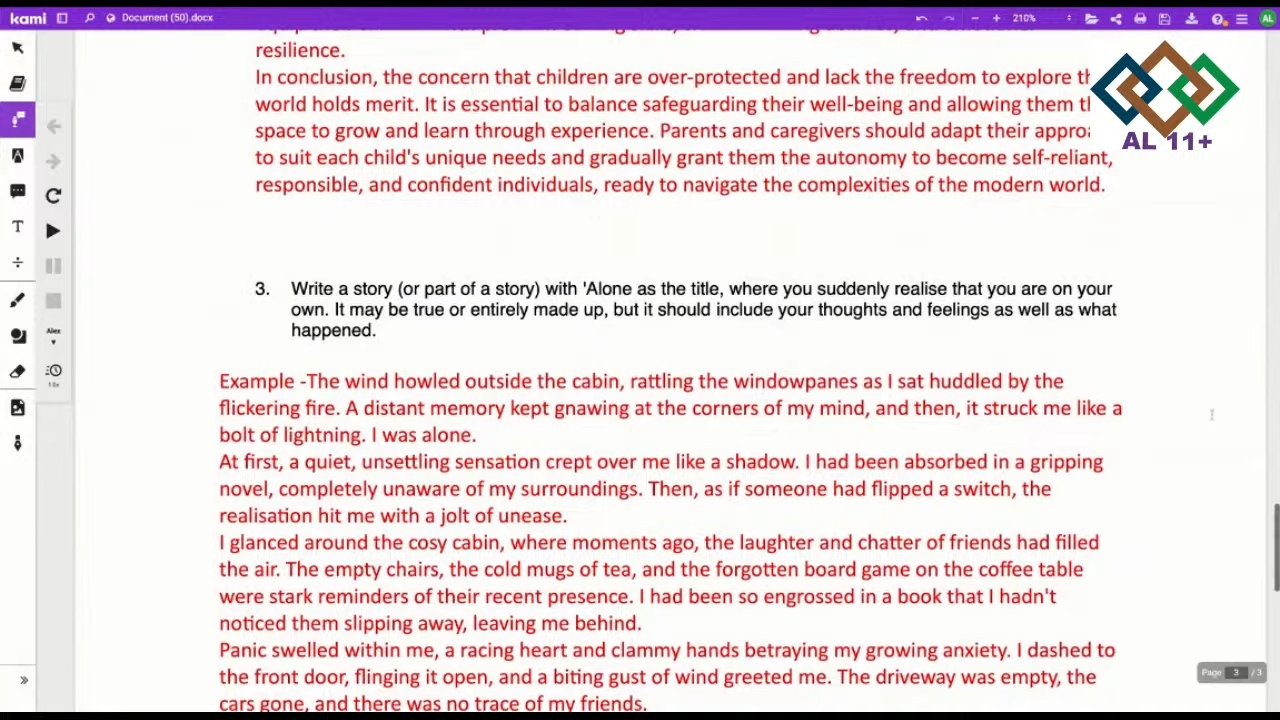 kami
Document (50).docx
210%
AL
resilience.
In conclusion, the concern that children are over-protected and lack the freedom to explore
world holds merit. It is essential to balance safeguarding their well-being and allowing them
space to grow and learn through experience. Parents and caregivers should adapt their
to suit each child's unique needs and gradually grant them the autonomy to become self-reliant,
responsible, and confident individuals, ready to navigate the complexities of the modern world.
AL 11+
3. Write a story (or part of a story) with 'Alone as the title, where you suddenly realise that you are on your
own. It may be true or entirely made up, but it should include your thoughts and feelings as well as what
happened.
Alex
1.0x
Example -The wind howled outside the cabin, rattling the windowpanes as I sat huddled by the
flickering fire. A distant memory kept gnawing at the corners of my mind, and then, it struck me like a
bolt of lightning. I was alone.
At first, a quiet, unsettling sensation crept over me like a shadow. I had been absorbed in a gripping
novel, completely unaware of my surroundings. Then, as if someone had flipped a switch, the
realisation hit me with a jolt of unease.
I glanced around the cosy cabin, where moments ago, the laughter and chatter of friends had filled
the air. The empty chairs, the cold mugs of tea, and the forgotten board game on the coffee table
were stark reminders of their recent presence. I had been so engrossed in a book that I hadn't
noticed them slipping away, leaving me behind.
Panic swelled within me, a racing heart and clammy hands betraying my growing anxiety. I dashed to
the front door, flinging it open, and a biting gust of wind greeted me. The driveway was empty, the
cars gone, and there was no trace of my friends.
Page 3 / 3